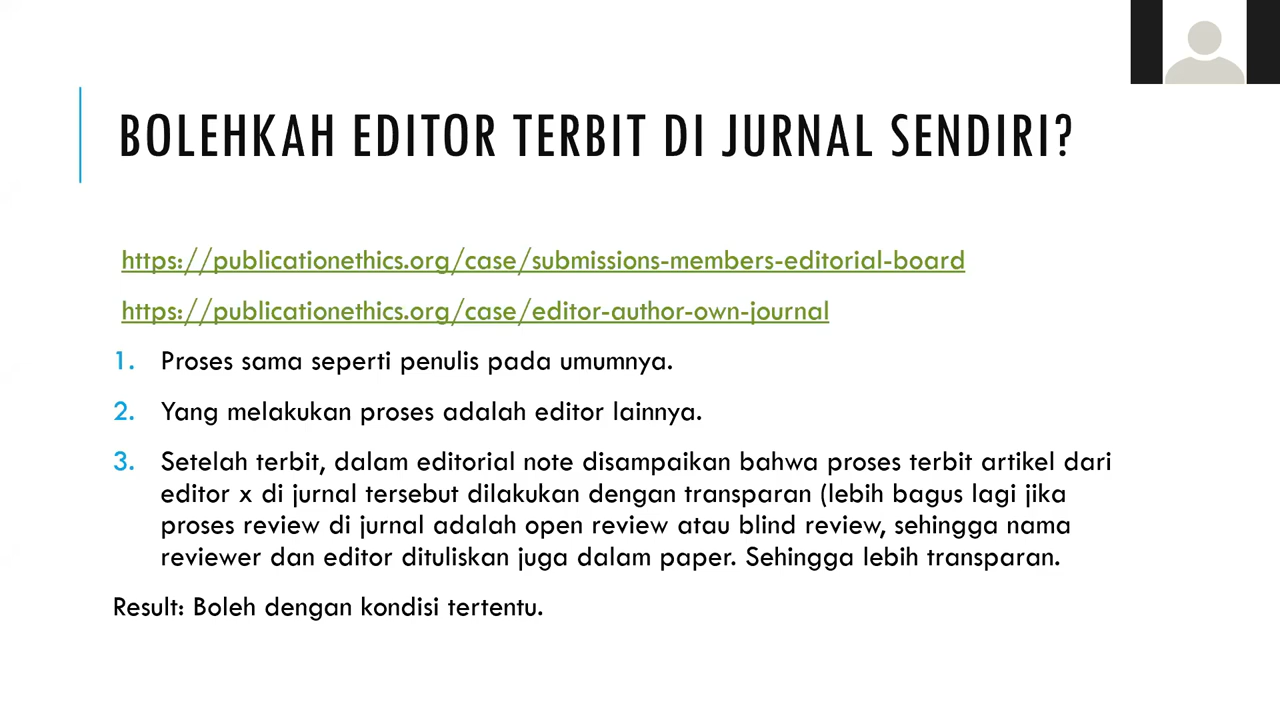 BOLEHKAH EDITOR TERBIT DI JURNAL SENDIRI?
https://publicationethics.org/case/submissions-members-editorial-board
https://publicationethics.org/case/editor-author-own-journal
1. Proses sama seperti penulis pada umumnya.
2. Yang melakukan proses adalah editor lainnya.
3. Setelah terbit, dalam editorial note disampaikan bahwa proses terbit artikel dari
editor x di jurnal tersebut dilakukan dengan transparan (lebih bagus lagi jika
proses review di jurnal adalah open review atau blind review, sehingga nama
reviewer dan editor dituliskan juga dalam paper. Sehingga lebih transparan.
Result: Boleh dengan kondisi tertentu.